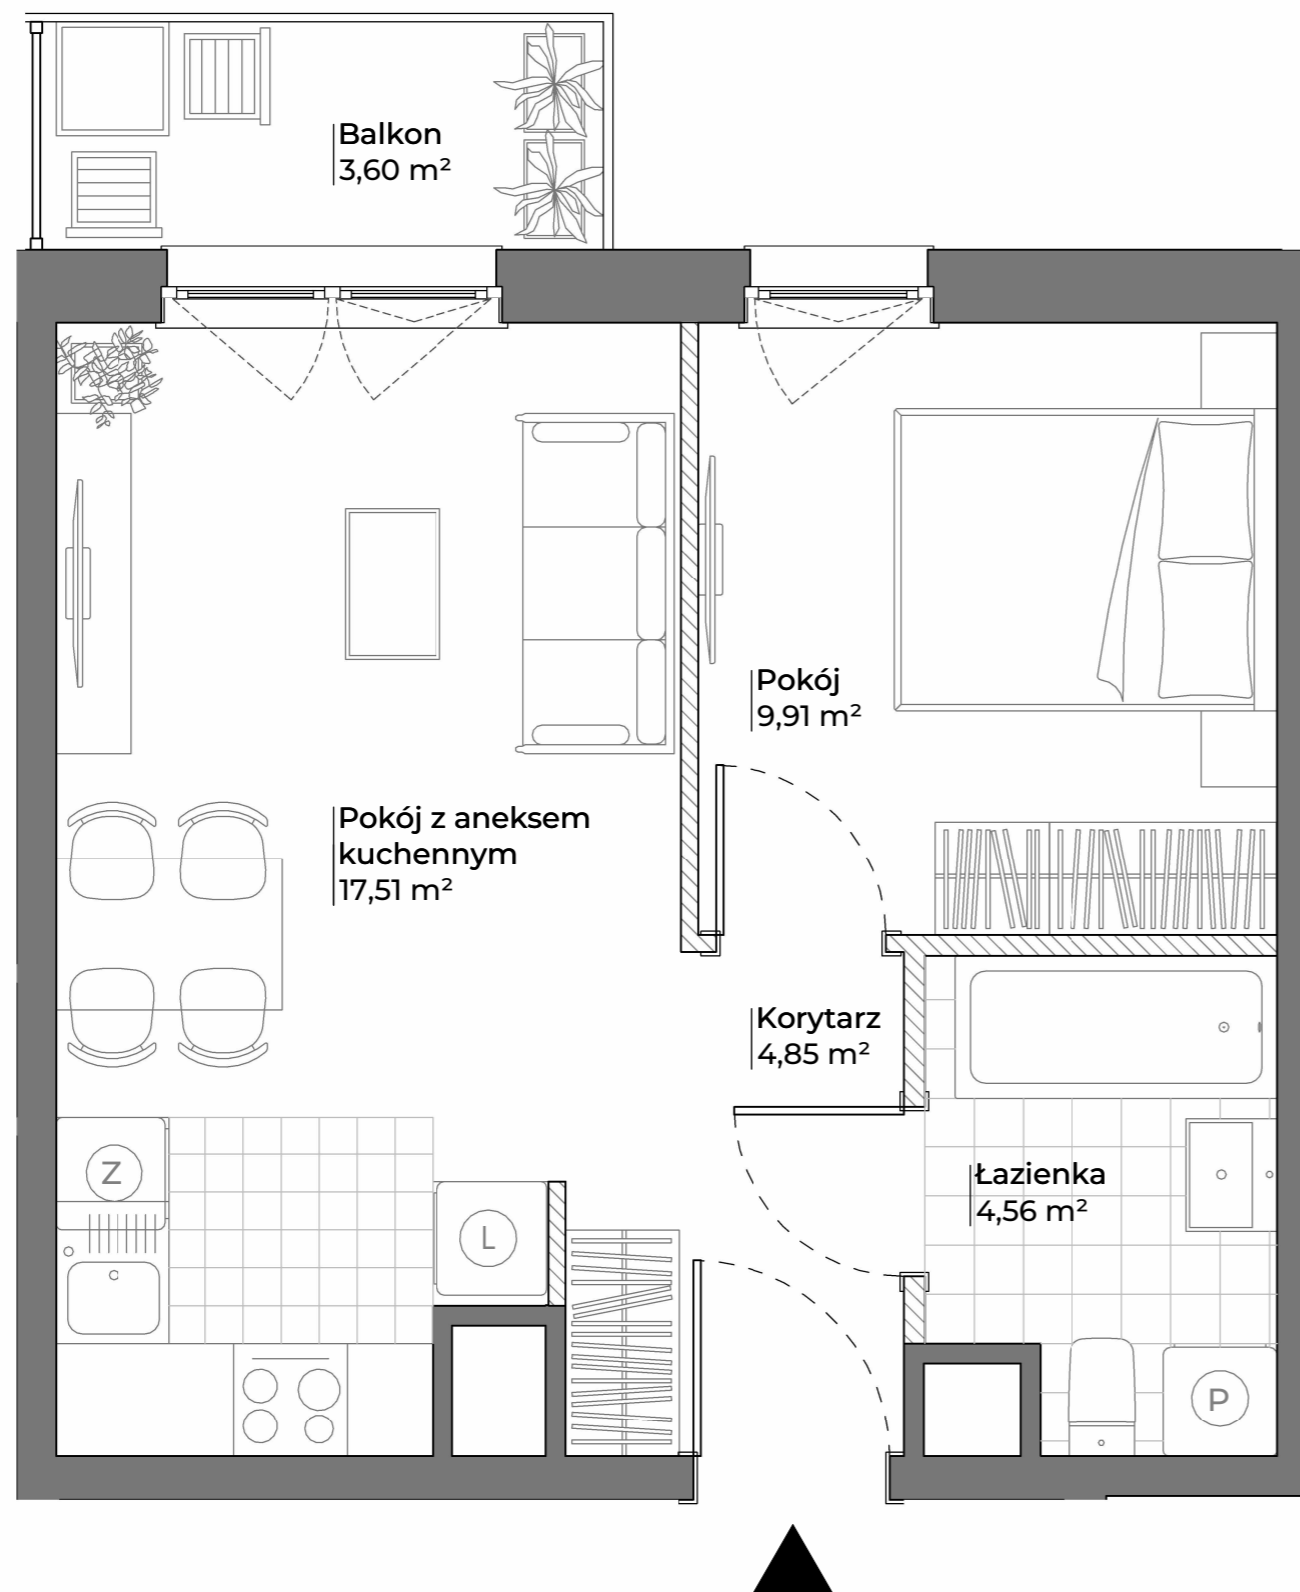 Balkon
3,60 m²
Pokój
9,91 m²
Pokój z aneksem
kuchennym
17,51 m²
Korytarz
4,85 m²
Z
Łazienka
4,56 m²
L
P